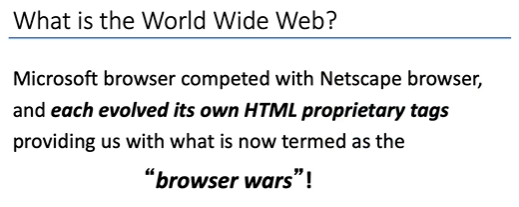 What is the World Wide Web?
Microsoft browser competed with Netscape browser,
and each evolved its own HTML proprietary tags
providing us with what is now termed as the
“browser wars”!